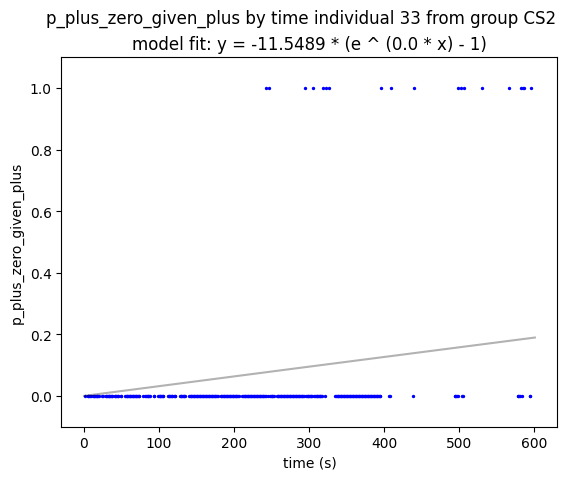 p_plus_zero_given_plus by time individual 33 from group CS2
model fit: y = -11.5489 * (e ^ (0.0 * x) - 1)
1.0
0.8
0.6
0.4
0.2
0.0
p_plus_zero_given_plus
0 100 200 300 400 500 600
time (s)